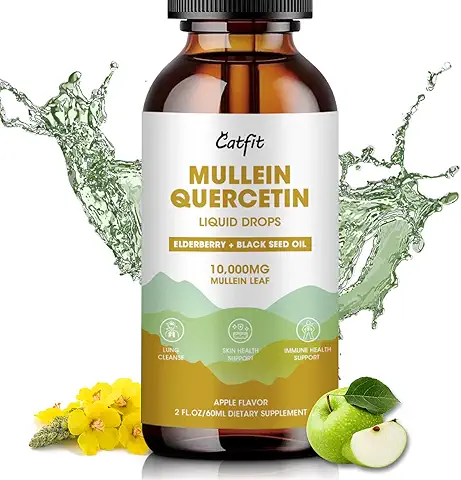 Catfit
MULLEIN
QUERCETIN
LIQUID DROPS
ELDERBERRY + BLACK SEED OIL
10,000MG
MULLEIN LEAF
LUNG
CLEANSE
SKIN HEALTH
SUPPORT
IMMUNE HEALTH
SUPPORT
APPLE FLAVOR
2 FL.OZ/60ML DIETARY SUPPLEMENT